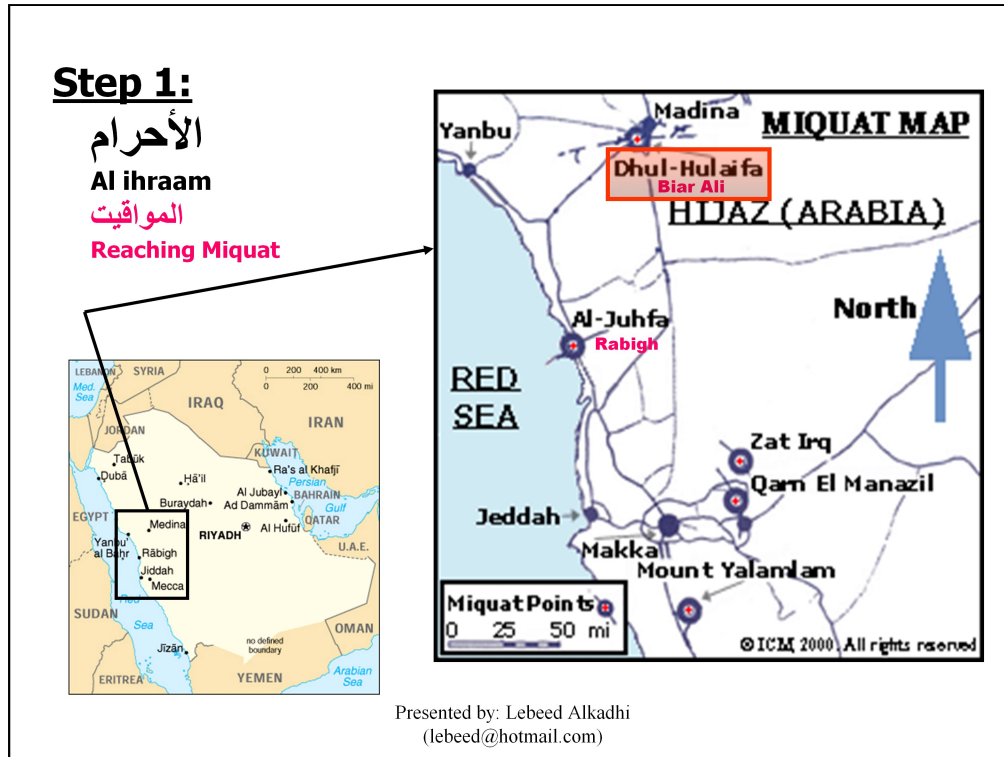 Step 1:
الأحرام
Al ihraam
المواقيت
Reaching Miquat
MIQUAT MAP
Madina
Yanbu
Dhul-Hulaifa
Biar Ali
HIJAZ (ARABIA)
North
Al-Juhfa
Rabigh
RED
SEA
Zat Irq
Qarn El Manazil
Jeddah
Makka
Mount Yalamlam
Miquat Points
0 25 50 mi
© ICM, 2000. All rights reserved
LEBANON
SYRIA
Med.
Sea
0 200 400 km
0 200 400 mi
IRAQ
IRAN
JORDAN
KUWAIT
Tabūk
Ḍubā
Ḥā'il
Ra's al Khafjī
Persian
Gulf
Buraydah
Al Jubayl
Ad Dammām
BAHRAIN
QATAR
EGYPT
Medina
RIYADH
Al Hufūf
U.A.E.
Yanbu'
al Baḥr
Rābigh
Jiddah
Mecca
SUDAN
Red
Sea
OMAN
no defined
boundary
Jīzān
ERITREA
YEMEN
Arabian
Sea
Presented by: Lebeed Alkadhi
(lebeed@hotmail.com)